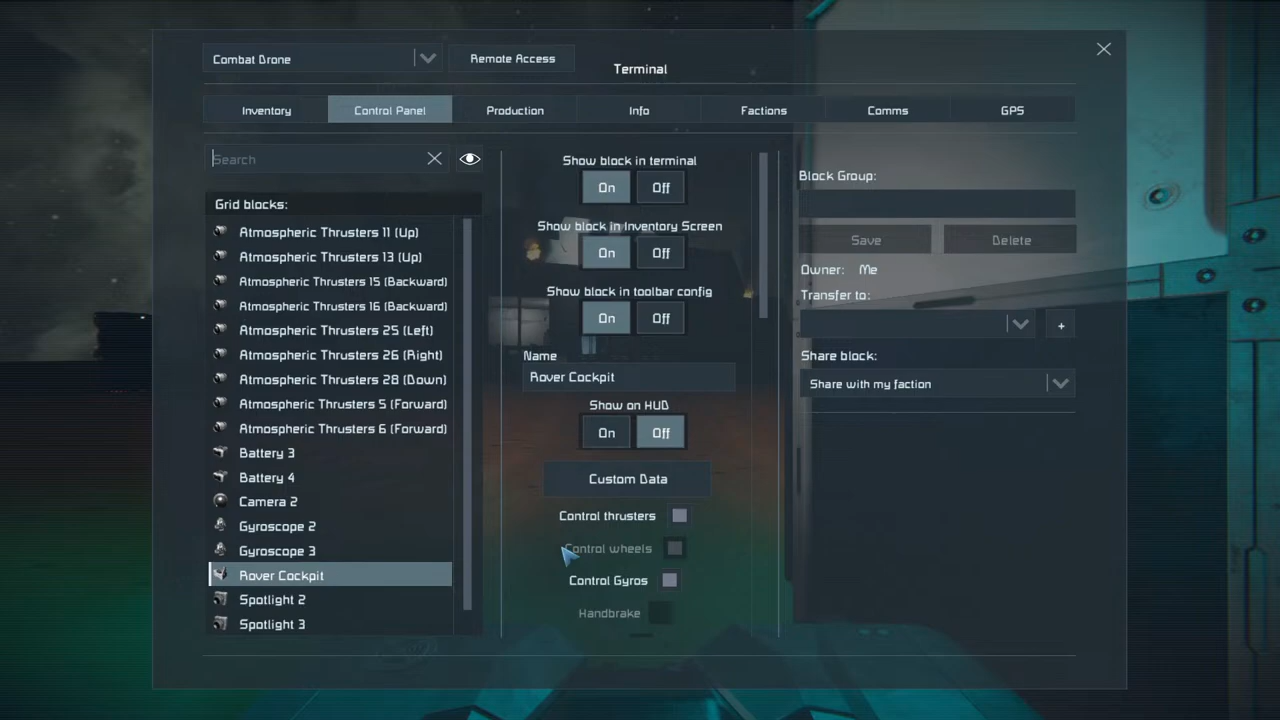 Combat Drone
Remote Access
Terminal
Inventory
Control Panel
Production
Info
Factions
Comms
GPS
Search
Grid blocks:
Atmospheric Thrusters 11 (Up)
Atmospheric Thrusters 13 (Up)
Atmospheric Thrusters 15 (Backward)
Atmospheric Thrusters 16 (Backward)
Atmospheric Thrusters 25 (Left)
Atmospheric Thrusters 26 (Right)
Atmospheric Thrusters 28 (Down)
Atmospheric Thrusters 5 (Forward)
Atmospheric Thrusters 6 (Forward)
Battery 3
Battery 4
Camera 2
Gyroscope 2
Gyroscope 3
Rover Cockpit
Spotlight 2
Spotlight 3
Show block in terminal
On Off
Show block in Inventory Screen
On Off
Show block in toolbar config
On Off
Name
Rover Cockpit
Show on HUD
On Off
Custom Data
Control thrusters
Control wheels
Control Gyros
Handbrake
Block Group:
Save Delete
Owner: Me
Transfer to:
+
Share block:
Share with my faction